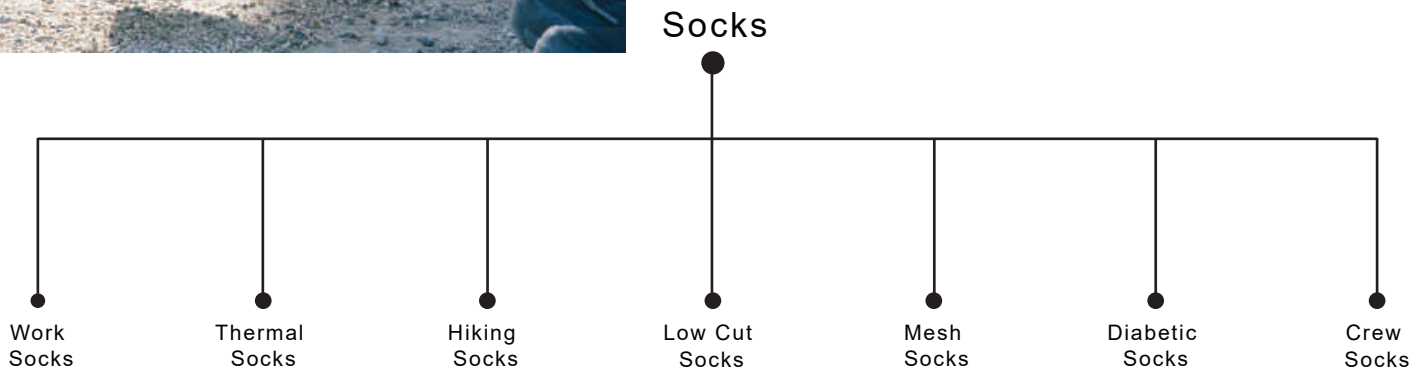 Socks
Work
Socks
Thermal
Socks
Hiking
Socks
Low Cut
Socks
Mesh
Socks
Diabetic
Socks
Crew
Socks